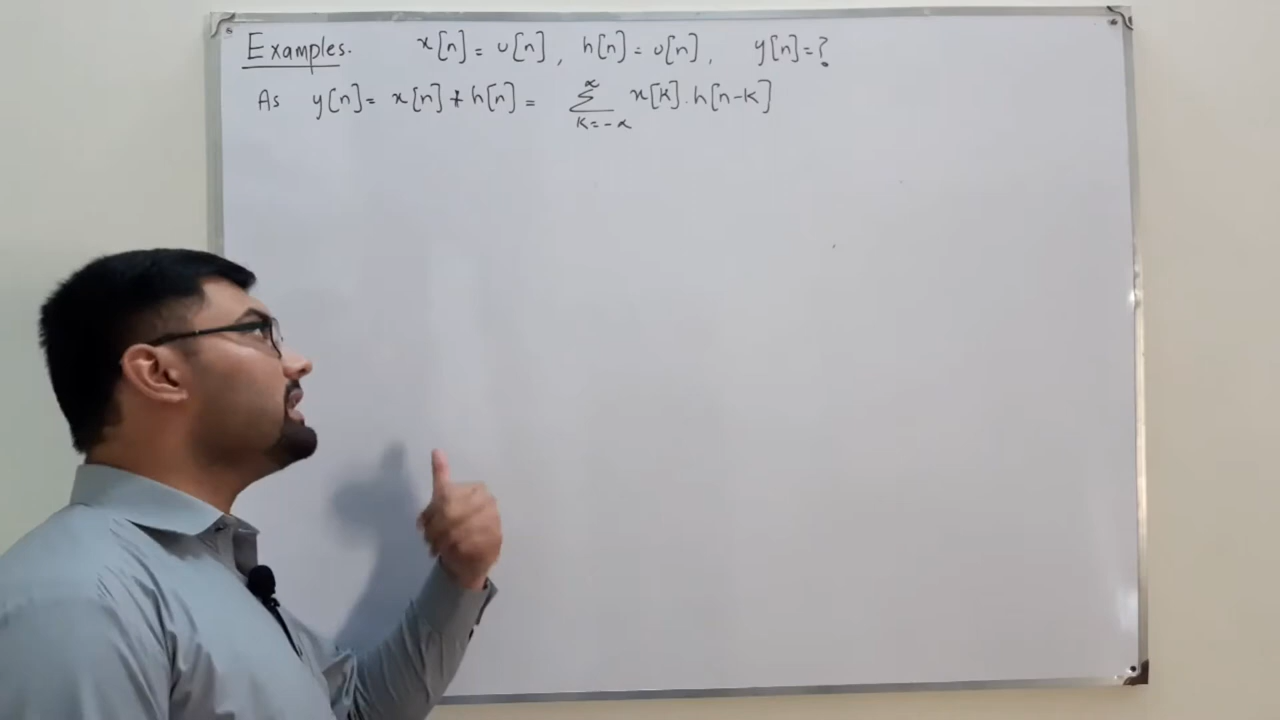 Examples. x[n] = u[n], h[n] = u[n], y[n] = ?
As y[n] = x[n] * h[n] = ∑_{k=-∞}^{∞} x[k] . h[n-k]